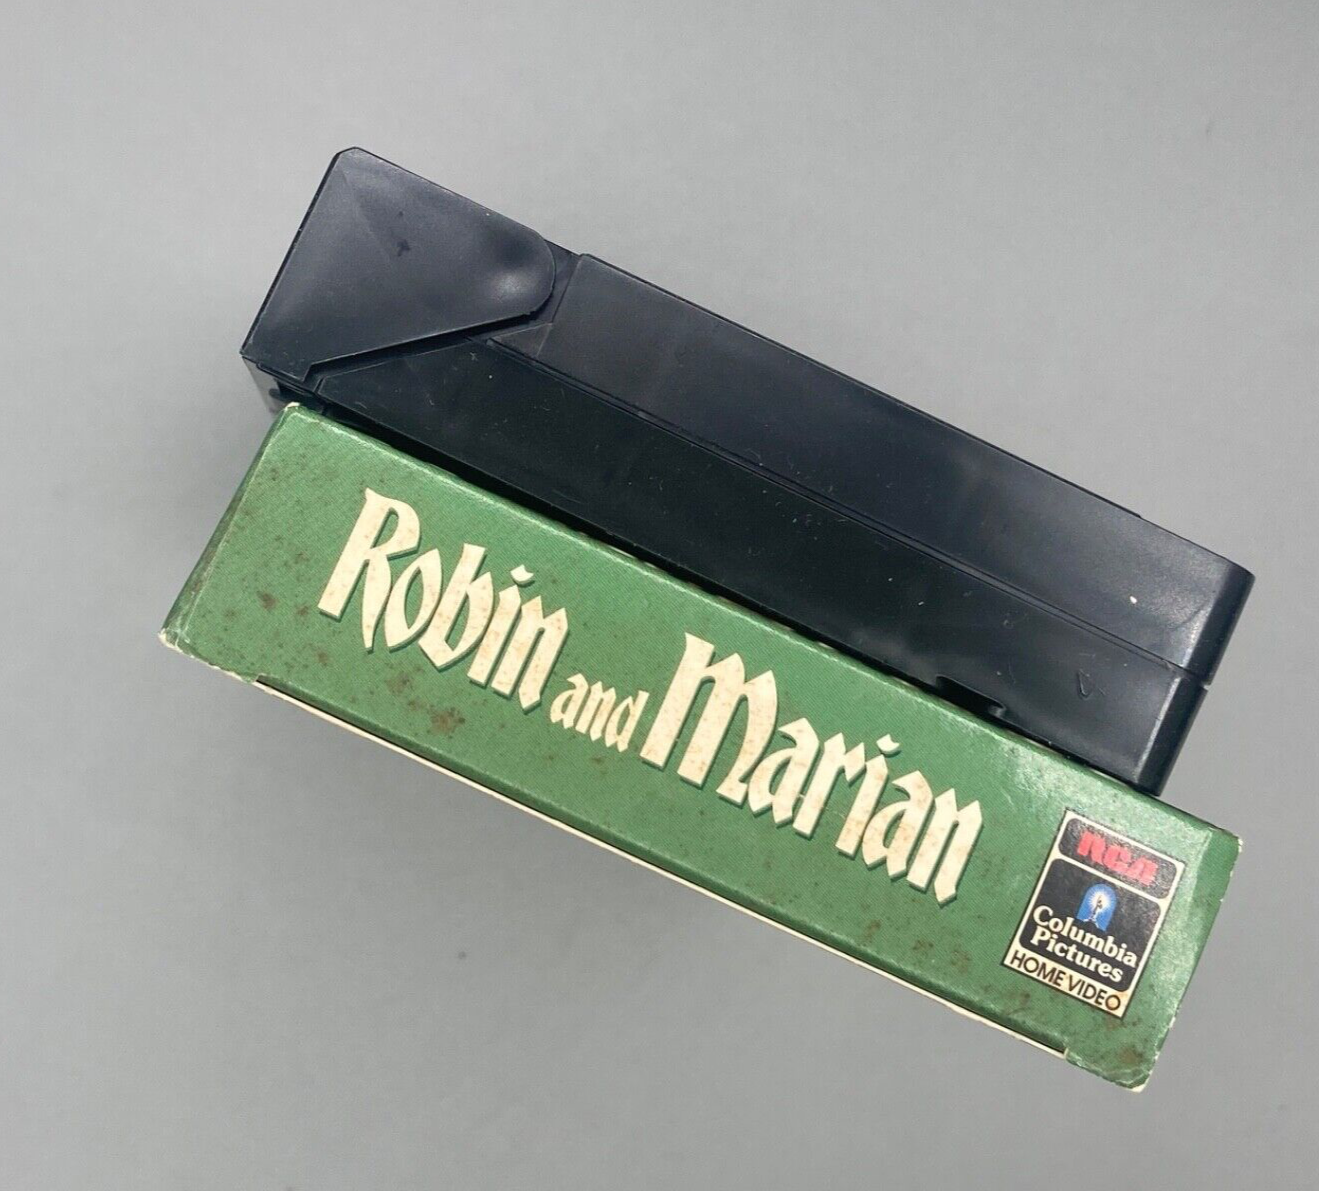 Robin and Marian
RCA
Columbia
Pictures
HOME VIDEO